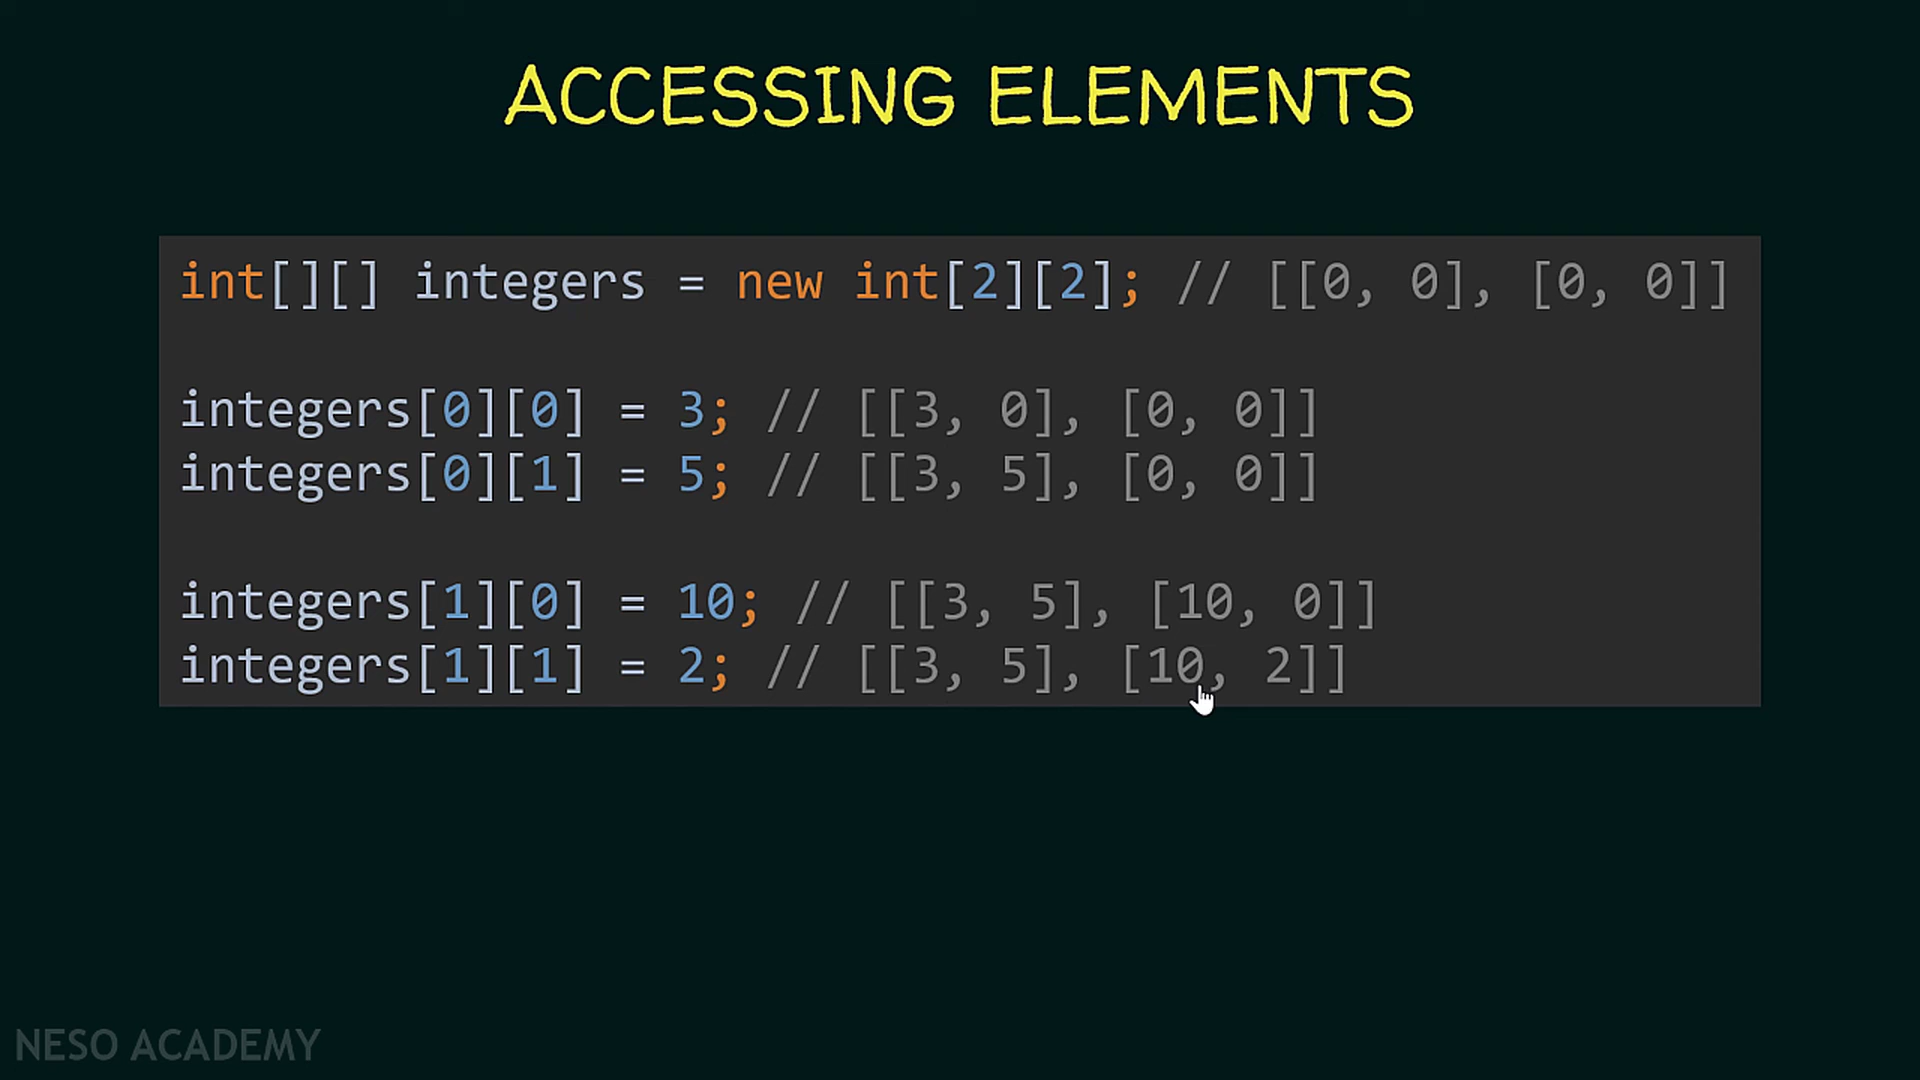 ACCESSING ELEMENTS
int[][] integers = new int[2][2]; // [[0, 0], [0, 0]]
integers[0][0] = 3; // [[3, 0], [0, 0]]
integers[0][1] = 5; // [[3, 5], [0, 0]]
integers[1][0] = 10; // [[3, 5], [10, 0]]
integers[1][1] = 2; // [[3, 5], [10, 2]]
NESO ACADEMY